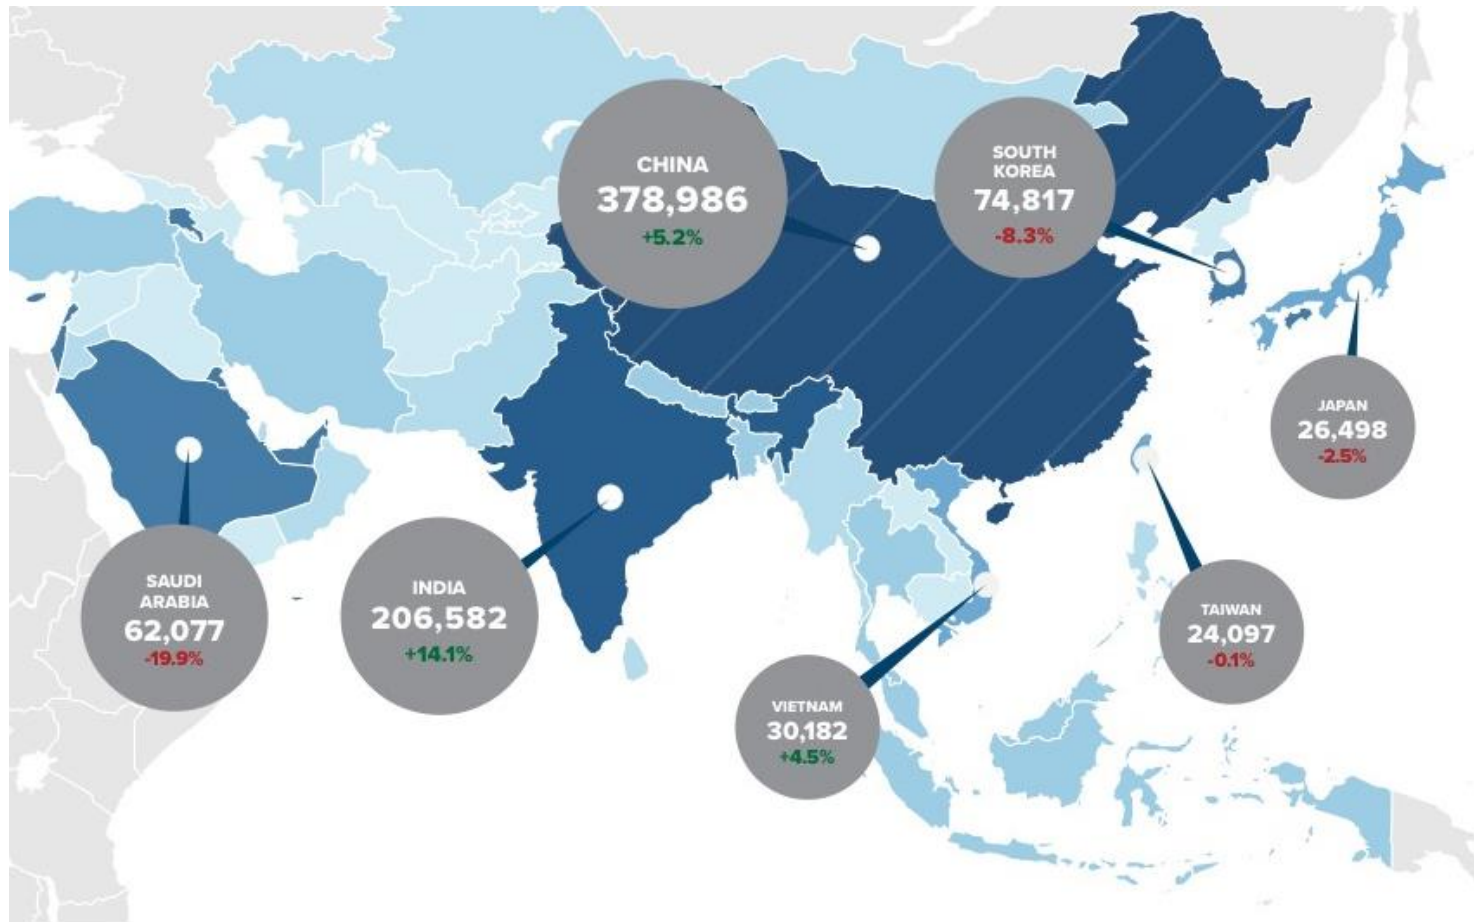 CHINA
378,986
+5.2%
SOUTH
KOREA
74,817
-8.3%
JAPAN
26,498
-2.5%
SAUDI
ARABIA
62,077
-19.9%
INDIA
206,582
+14.1%
TAIWAN
24,097
-0.1%
VIETNAM
30,182
+4.5%